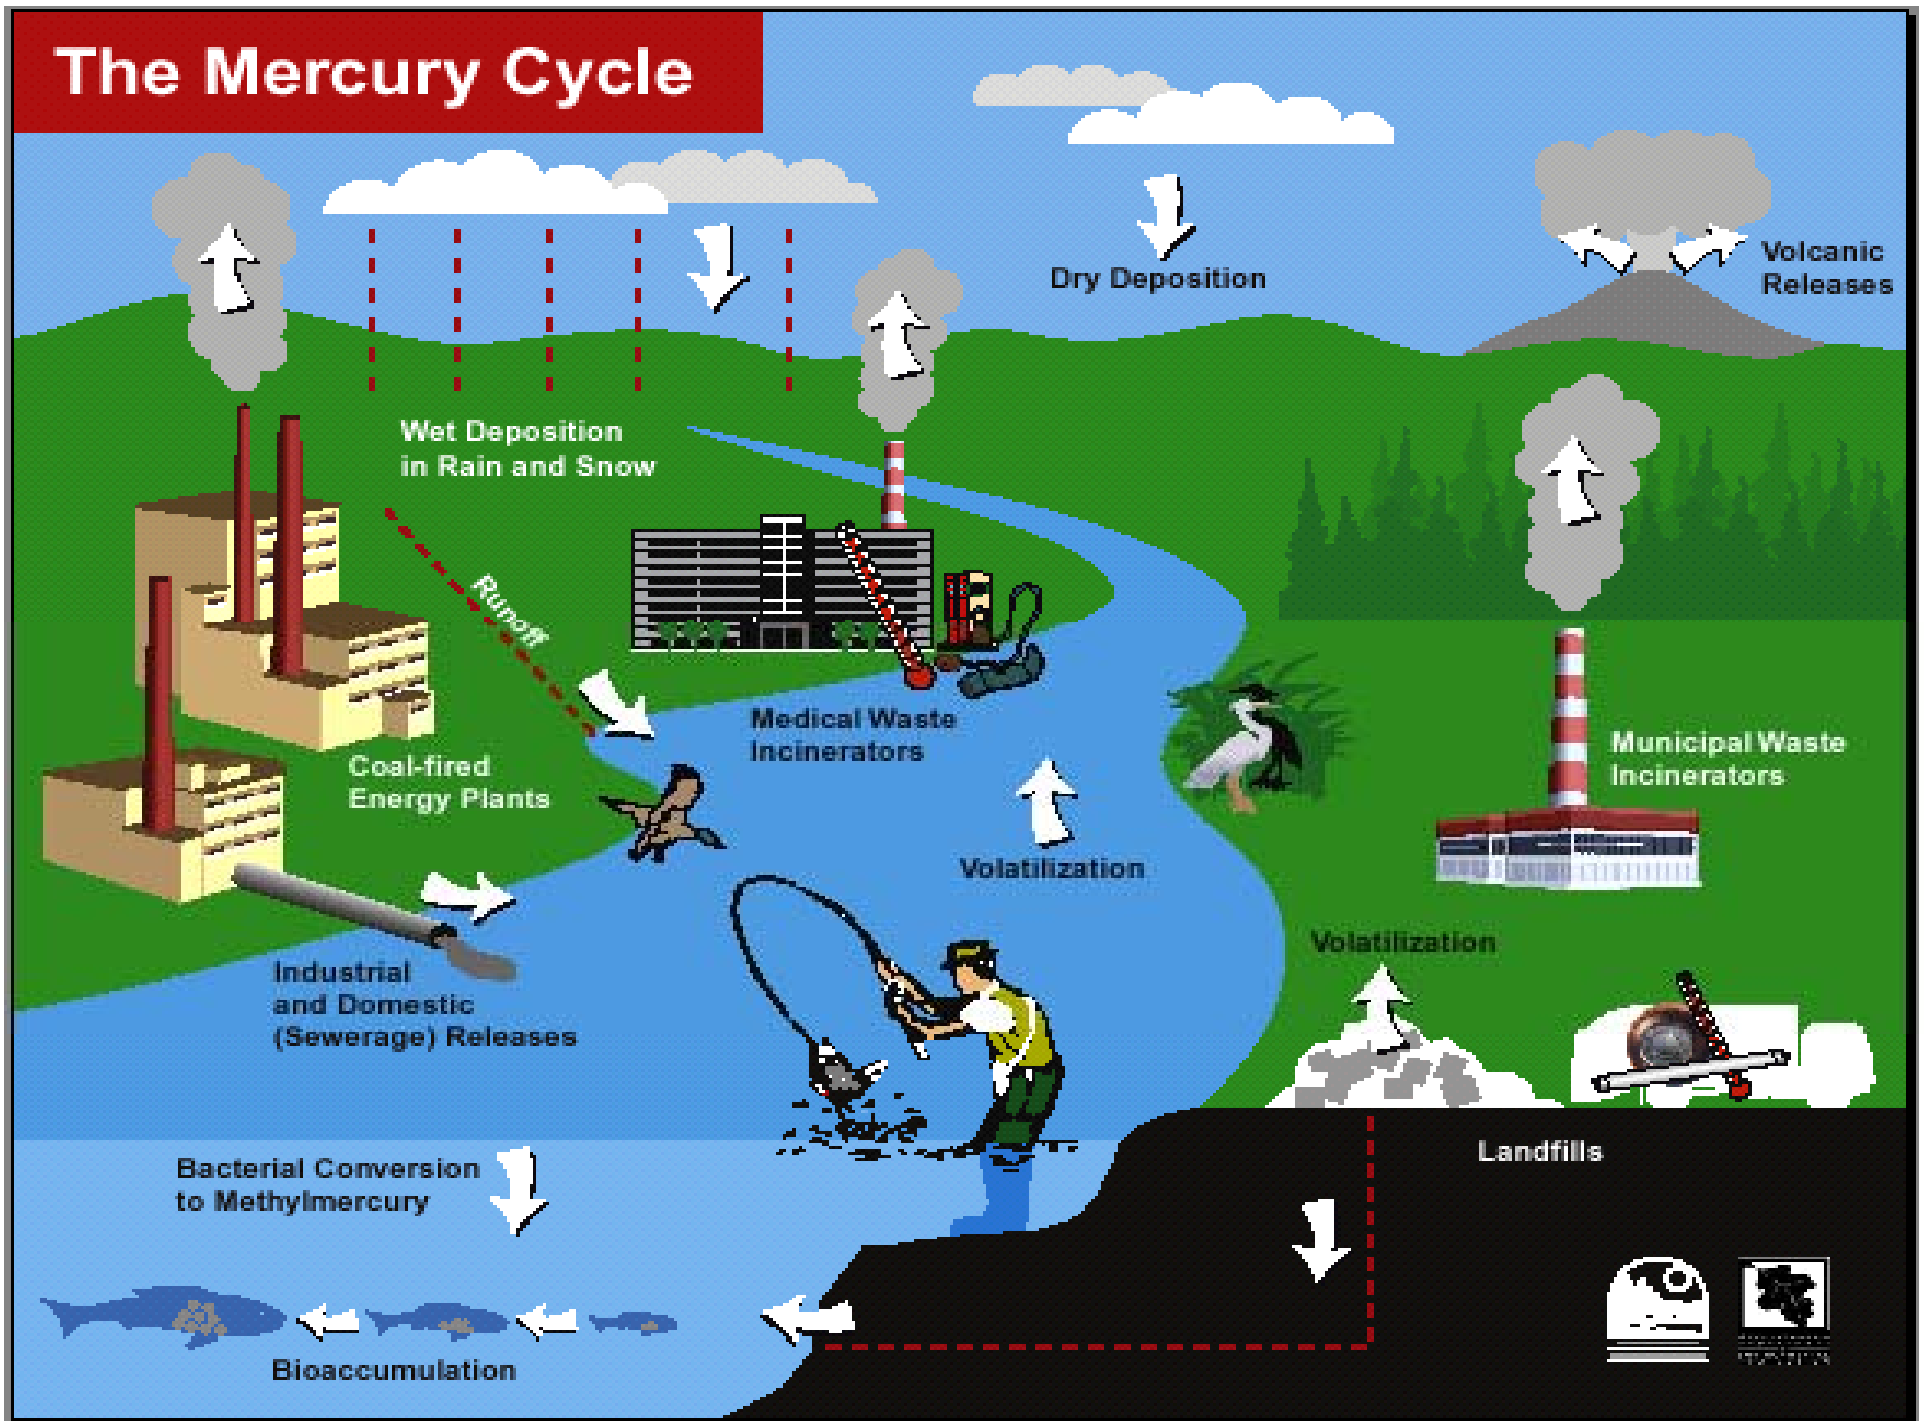 The Mercury Cycle
Volcanic
Releases
Dry Deposition
Wet Deposition
in Rain and Snow
Runoff
Medical Waste
Incinerators
Municipal Waste
Incinerators
Coal-fired
Energy Plants
Volatilization
Volatilization
Industrial
and Domestic
(Sewerage) Releases
Landfills
Bacterial Conversion
to Methylmercury
Bioaccumulation